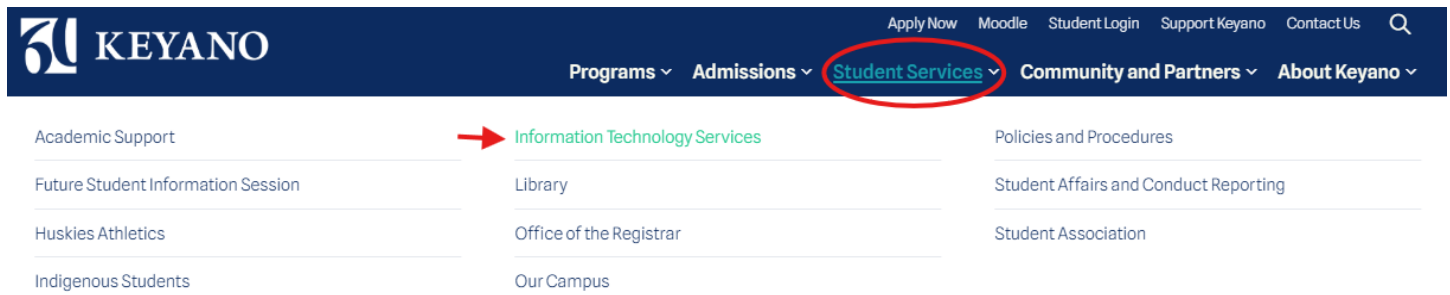 Apply Now Moodle Student Login Support Keyano Contact Us
KEYANO
Programs Admissions Student Services Community and Partners About Keyano
Academic Support Information Technology Services Policies and Procedures
Future Student Information Session Library Student Affairs and Conduct Reporting
Huskies Athletics Office of the Registrar Student Association
Indigenous Students Our Campus